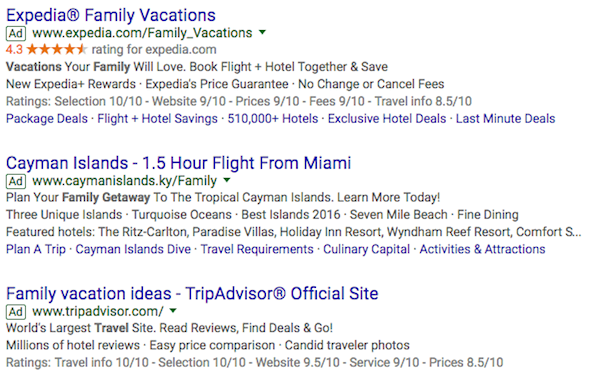 Expedia® Family Vacations
Ad www.expedia.com/Family_Vacations
4.3 ★★★★★ rating for expedia.com
Vacations Your Family Will Love. Book Flight + Hotel Together & Save
New Expedia+ Rewards · Expedia's Price Guarantee · No Change or Cancel Fees
Ratings: Selection 10/10 - Website 9/10 - Prices 9/10 - Fees 9/10 - Travel info 8.5/10
Package Deals · Flight + Hotel Savings · 510,000+ Hotels · Exclusive Hotel Deals · Last Minute Deals
Cayman Islands - 1.5 Hour Flight From Miami
Ad www.caymanislands.ky/Family
Plan Your Family Getaway To The Tropical Cayman Islands. Learn More Today!
Three Unique Islands · Turquoise Oceans · Best Islands 2016 · Seven Mile Beach · Fine Dining
Featured hotels: The Ritz-Carlton, Paradise Villas, Holiday Inn Resort, Wyndham Reef Resort, Comfort S...
Plan A Trip · Cayman Islands Dive · Travel Requirements · Culinary Capital · Activities & Attractions
Family vacation ideas - TripAdvisor® Official Site
Ad www.tripadvisor.com/
World's Largest Travel Site. Read Reviews, Find Deals & Go!
Millions of hotel reviews · Easy price comparison · Candid traveler photos
Ratings: Travel info 10/10 - Selection 10/10 - Website 9.5/10 - Service 9/10 - Prices 8.5/10